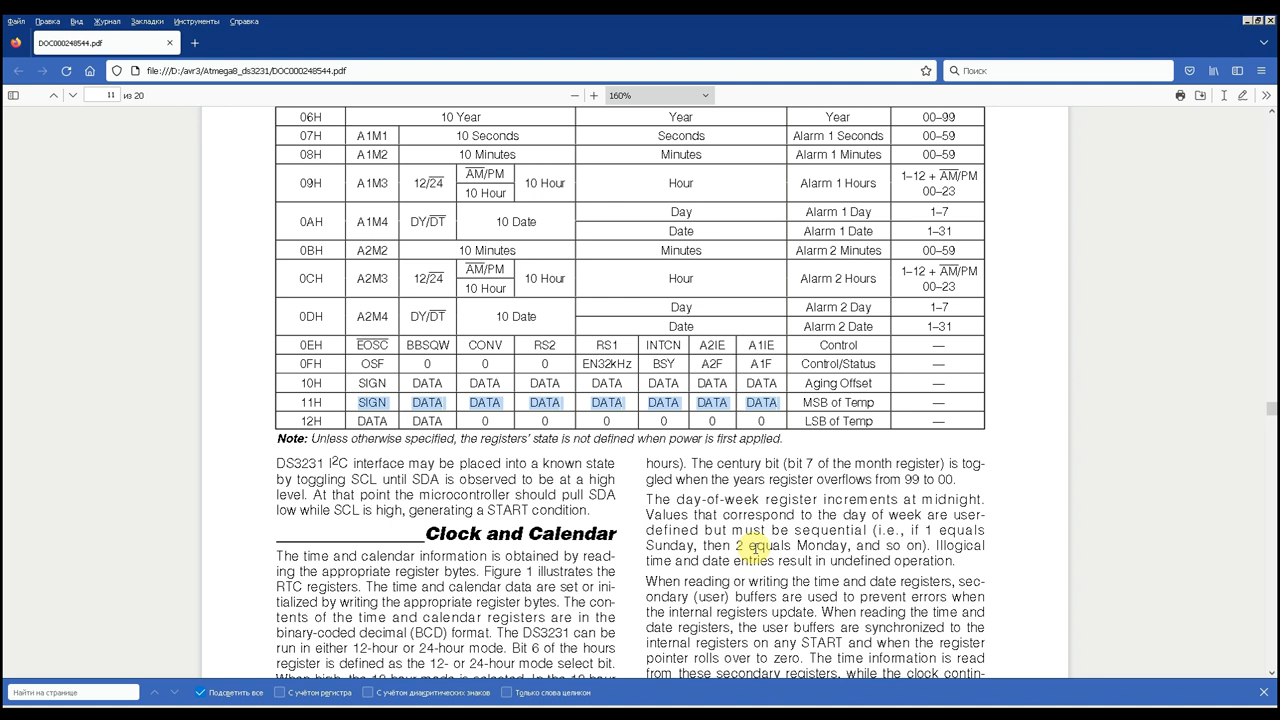 Файл Правка Вид Журнал Закладки Инструменты Справка
DOC000248544.pdf
file:///D:/avr3/Atmega8_ds3231/DOC000248544.pdf
Поиск
11 из 20
160%
06H 10 Year Year Year 00–99
07H A1M1 10 Seconds Seconds Alarm 1 Seconds 00–59
08H A1M2 10 Minutes Minutes Alarm 1 Minutes 00–59
09H A1M3 12/24 AM/PM 10 Hour 10 Hour Hour Alarm 1 Hours 1–12 + AM/PM 00–23
0AH A1M4 DY/DT 10 Date Day Alarm 1 Day 1–7
Date Alarm 1 Date 1–31
0BH A2M2 10 Minutes Minutes Alarm 2 Minutes 00–59
0CH A2M3 12/24 AM/PM 10 Hour 10 Hour Hour Alarm 2 Hours 1–12 + AM/PM 00–23
0DH A2M4 DY/DT 10 Date Day Alarm 2 Day 1–7
Date Alarm 2 Date 1–31
0EH EOSC BBSQW CONV RS2 RS1 INTCN A2IE A1IE Control —
0FH OSF 0 0 0 EN32kHz BSY A2F A1F Control/Status —
10H SIGN DATA DATA DATA DATA DATA DATA DATA Aging Offset —
11H SIGN DATA DATA DATA DATA DATA DATA DATA MSB of Temp —
12H DATA DATA 0 0 0 0 0 0 LSB of Temp —
Note: Unless otherwise specified, the registers' state is not defined when power is first applied.
DS3231 I2C interface may be placed into a known state
by toggling SCL until SDA is observed to be at a high
level. At that point the microcontroller should pull SDA
low while SCL is high, generating a START condition.
Clock and Calendar
The time and calendar information is obtained by read-
ing the appropriate register bytes. Figure 1 illustrates the
RTC registers. The time and calendar data are set or ini-
tialized by writing the appropriate register bytes. The con-
tents of the time and calendar registers are in the
binary-coded decimal (BCD) format. The DS3231 can be
run in either 12-hour or 24-hour mode. Bit 6 of the hours
register is defined as the 12- or 24-hour mode select bit.
When high, the 12-hour mode is selected. In the 12-hour
hours). The century bit (bit 7 of the month register) is tog-
gled when the years register overflows from 99 to 00.
The day-of-week register increments at midnight.
Values that correspond to the day of week are user-
defined but must be sequential (i.e., if 1 equals
Sunday, then 2 equals Monday, and so on). Illogical
time and date entries result in undefined operation.
When reading or writing the time and date registers, sec-
ondary (user) buffers are used to prevent errors when
the internal registers update. When reading the time and
date registers, the user buffers are synchronized to the
internal registers on any START and when the register
pointer rolls over to zero. The time information is read
from these secondary registers, while the clock contin-
Найти на странице
Подсветить все С учётом регистра С учётом диакритических знаков Только слова целиком